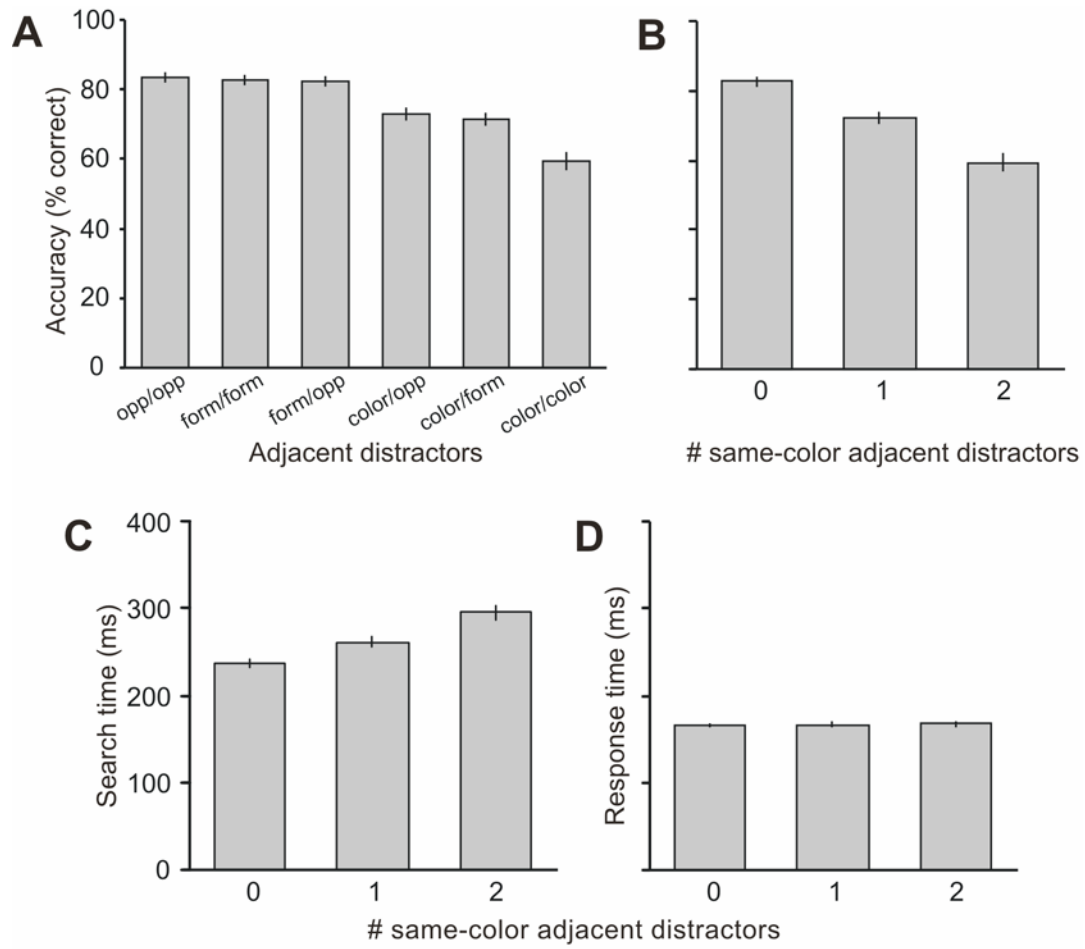 A
Accuracy (% correct)
100
80
60
40
20
0
opp/opp
form/form
form/opp
color/opp
color/form
color/color
Adjacent distractors
B
0 1 2
# same-color adjacent distractors
C
Search time (ms)
400
300
200
100
0
0 1 2
D
Response time (ms)
0 1 2
# same-color adjacent distractors